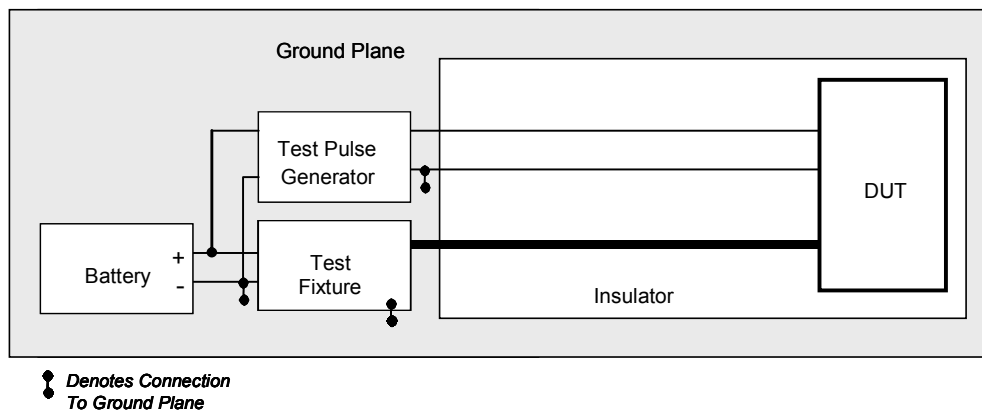 Ground Plane
Test Pulse
Generator
DUT
Battery
+
-
Test
Fixture
Insulator
Denotes Connection
To Ground Plane